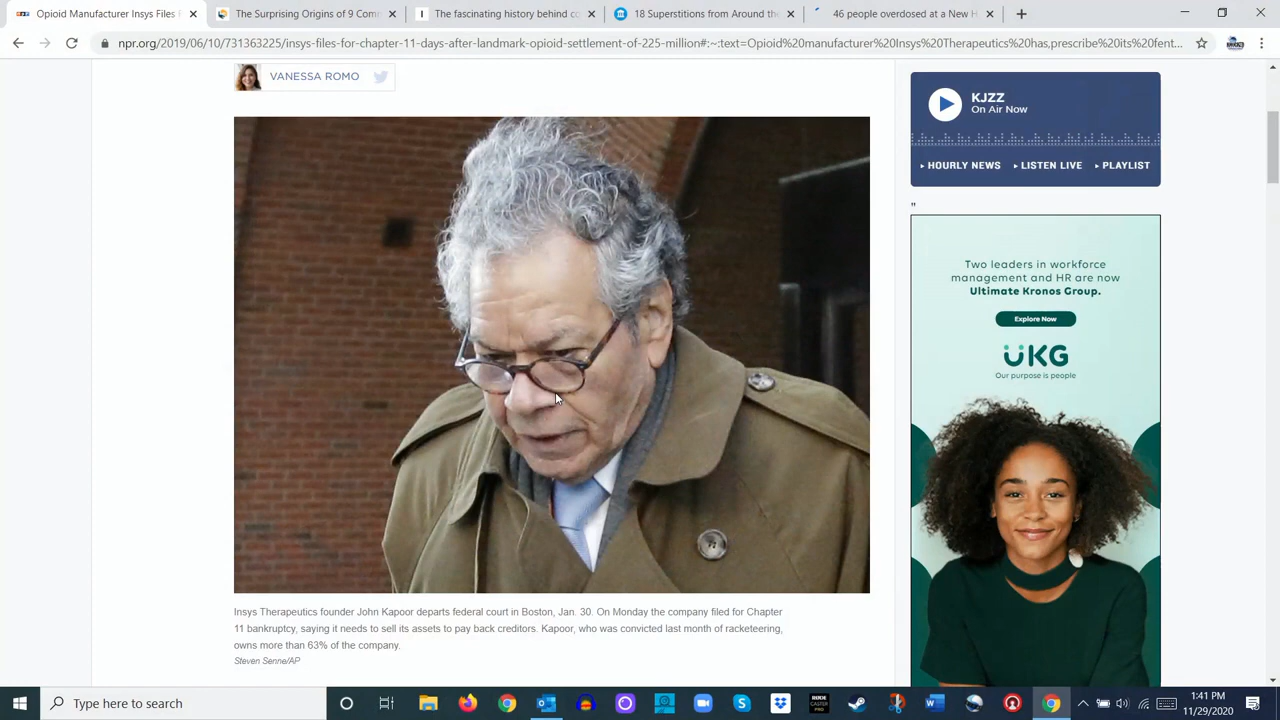 Opioid Manufacturer Insys Files
The Surprising Origins of 9 Com
The fascinating history behind co
18 Superstitions from Around the
46 people overdosed at a New H
npr.org/2019/06/10/731363225/insys-files-for-chapter-11-days-after-landmark-opioid-settlement-of-225-million#:~:text=Opioid%20manufacturer%20Insys%20Therapeutics%20has,prescribe%20its%20fent...
VANESSA ROMO
KJZZ
On Air Now
HOURLY NEWS
LISTEN LIVE
PLAYLIST
"
Two leaders in workforce
management and HR are now
Ultimate Kronos Group.
Explore Now
UKG
Our purpose is people
Insys Therapeutics founder John Kapoor departs federal court in Boston, Jan. 30. On Monday the company filed for Chapter
11 bankruptcy, saying it needs to sell its assets to pay back creditors. Kapoor, who was convicted last month of racketeering,
owns more than 63% of the company.
Steven Senne/AP
Type here to search
RØDE
CASTER
PRO
1:41 PM
11/29/2020